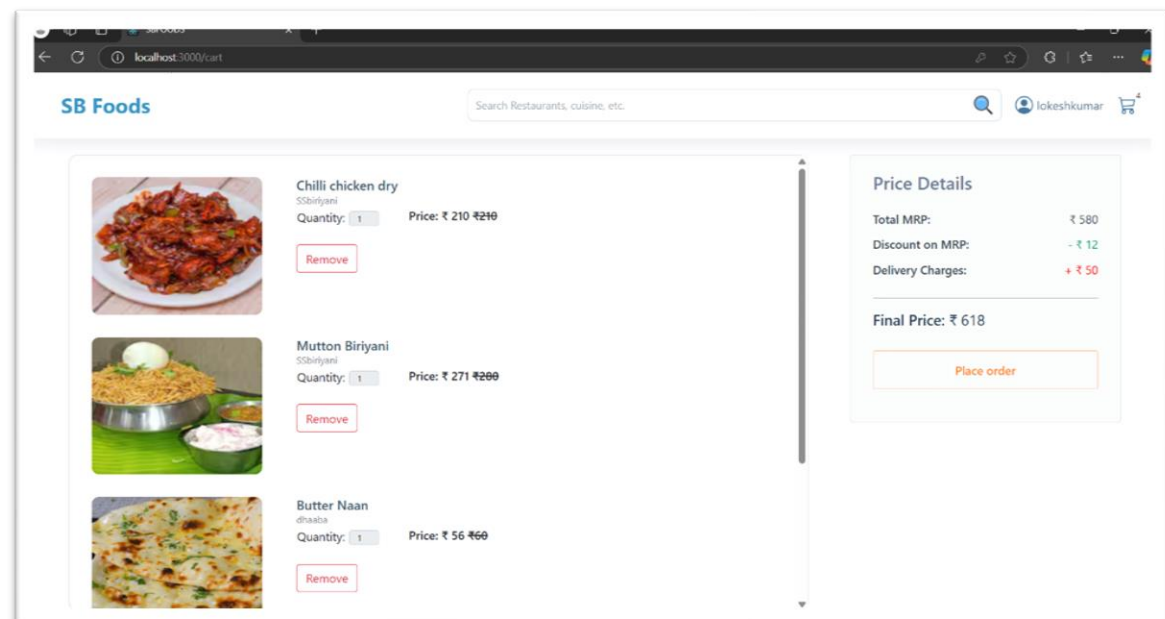 SB FOODS
localhost:3000/cart
SB Foods
Search Restaurants, cuisine, etc.
lokeshkumar
4
Chilli chicken dry
SSbiriyani
Quantity: 1 Price: ₹ 210 ₹210
Remove
Mutton Biriyani
SSbiriyani
Quantity: 1 Price: ₹ 271 ₹280
Remove
Butter Naan
dhaaba
Quantity: 1 Price: ₹ 56 ₹60
Remove
Price Details
Total MRP: ₹ 580
Discount on MRP: - ₹ 12
Delivery Charges: + ₹ 50
Final Price: ₹ 618
Place order